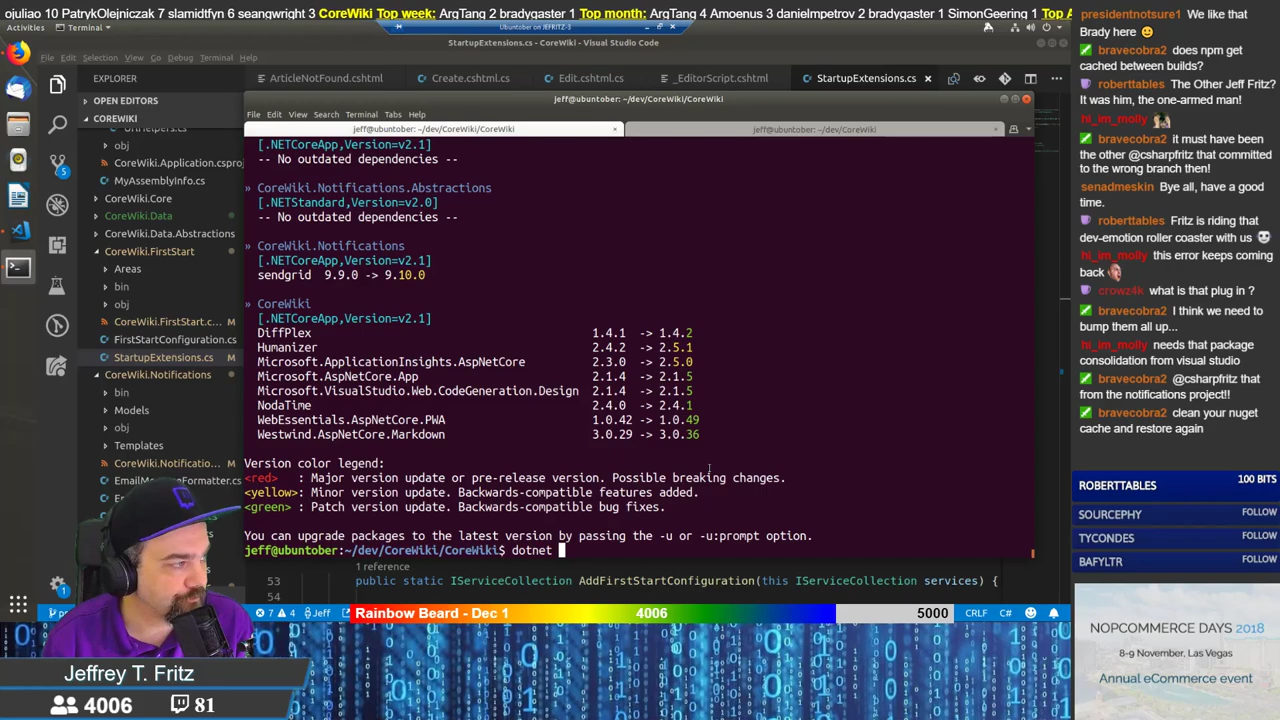 ojuliao 10 PatrykOlejniczak 7 slamidtfyn 6 seangwright 3 CoreWiki Top week: ArgTang 2 bradygaster 1 Top month: ArgTang 4 Amuxes 3 danielmpetrov 2 bradygaster 1 SimonGeering 1 Top
Activities
Terminal
Ubuntober on JEFRITZ-3
StartupExtensions.cs - CoreWiki - Visual Studio Code
File Edit Selection View Go Debug Terminal Help
EXPLORER
ArticleNotFound.cshtml
Create.cshtml.cs
Edit.cshtml.cs
_EditorScript.cshtml
StartupExtensions.cs
OPEN EDITORS
COREWIKI
obj
CoreWiki.Application.csproj
MyAssemblyInfo.cs
CoreWiki.Core
CoreWiki.Data
CoreWiki.Data.Abstractions
CoreWiki.FirstStart
Areas
bin
obj
CoreWiki.FirstStart.c... M
FirstStartConfiguration.cs
StartupExtensions.cs M
CoreWiki.Notifications
bin
Models
obj
Templates
CoreWiki.Notificatio... M
EmailMessageFormatter.cs
5
1
jeff@ubuntober: ~/dev/CoreWiki/CoreWiki
File Edit View Search Terminal Tabs Help
jeff@ubuntober: ~/dev/CoreWiki/CoreWiki
jeff@ubuntober: ~/dev/CoreWiki
[.NETCoreApp,Version=v2.1]
-- No outdated dependencies --
» CoreWiki.Notifications.Abstractions
[.NETStandard,Version=v2.0]
-- No outdated dependencies --
» CoreWiki.Notifications
[.NETCoreApp,Version=v2.1]
sendgrid 9.9.0 -> 9.10.0
» CoreWiki
[.NETCoreApp,Version=v2.1]
DiffPlex 1.4.1 -> 1.4.2
Humanizer 2.4.2 -> 2.5.1
Microsoft.ApplicationInsights.AspNetCore 2.3.0 -> 2.5.0
Microsoft.AspNetCore.App 2.1.4 -> 2.1.5
Microsoft.VisualStudio.Web.CodeGeneration.Design 2.1.4 -> 2.1.5
NodaTime 2.4.0 -> 2.4.1
WebEssentials.AspNetCore.PWA 1.0.42 -> 1.0.49
Westwind.AspNetCore.Markdown 3.0.29 -> 3.0.36
Version color legend:
<red> : Major version update or pre-release version. Possible breaking changes.
<yellow>: Minor version update. Backwards-compatible features added.
<green> : Patch version update. Backwards-compatible bug fixes.
You can upgrade packages to the latest version by passing the -u or -u:prompt option.
jeff@ubuntober:~/dev/CoreWiki/CoreWiki$ dotnet
1 reference
53 public static IServiceCollection AddFirstStartConfiguration(this IServiceCollection services) {
54
7 4 Jeff
CRLF C#
Rainbow Beard - Dec 1 4006 5000
presidentnotsure1 We like that
Brady here
bravecobra2 does npm get
cached between builds?
roberttables The Other Jeff Fritz?
It was him, the one-armed man!
hi_im_molly
bravecobra2 it must have been
the other @csharpfritz that committed
to the wrong branch then!
senadmeskin Bye all, have a good
time.
roberttables Fritz is riding that
dev-emotion roller coaster with us
hi_im_molly this error keeps coming
back
crowz4k what is that plug in ?
bravecobra2 I think we need to
bump them all up...
hi_im_molly needs that package
consolidation from visual studio
bravecobra2 @csharpfritz that
from the notifications project!!
bravecobra2 clean your nuget
cache and restore again
ROBERTTABLES 100 BITS
SOURCEPHY FOLLOW
TYCONDES FOLLOW
BAFYLTR FOLLOW
NOPCOMMERCE DAYS 2018
8-9 November, Las Vegas
Annual eCommerce event
Jeffrey T. Fritz
4006 81